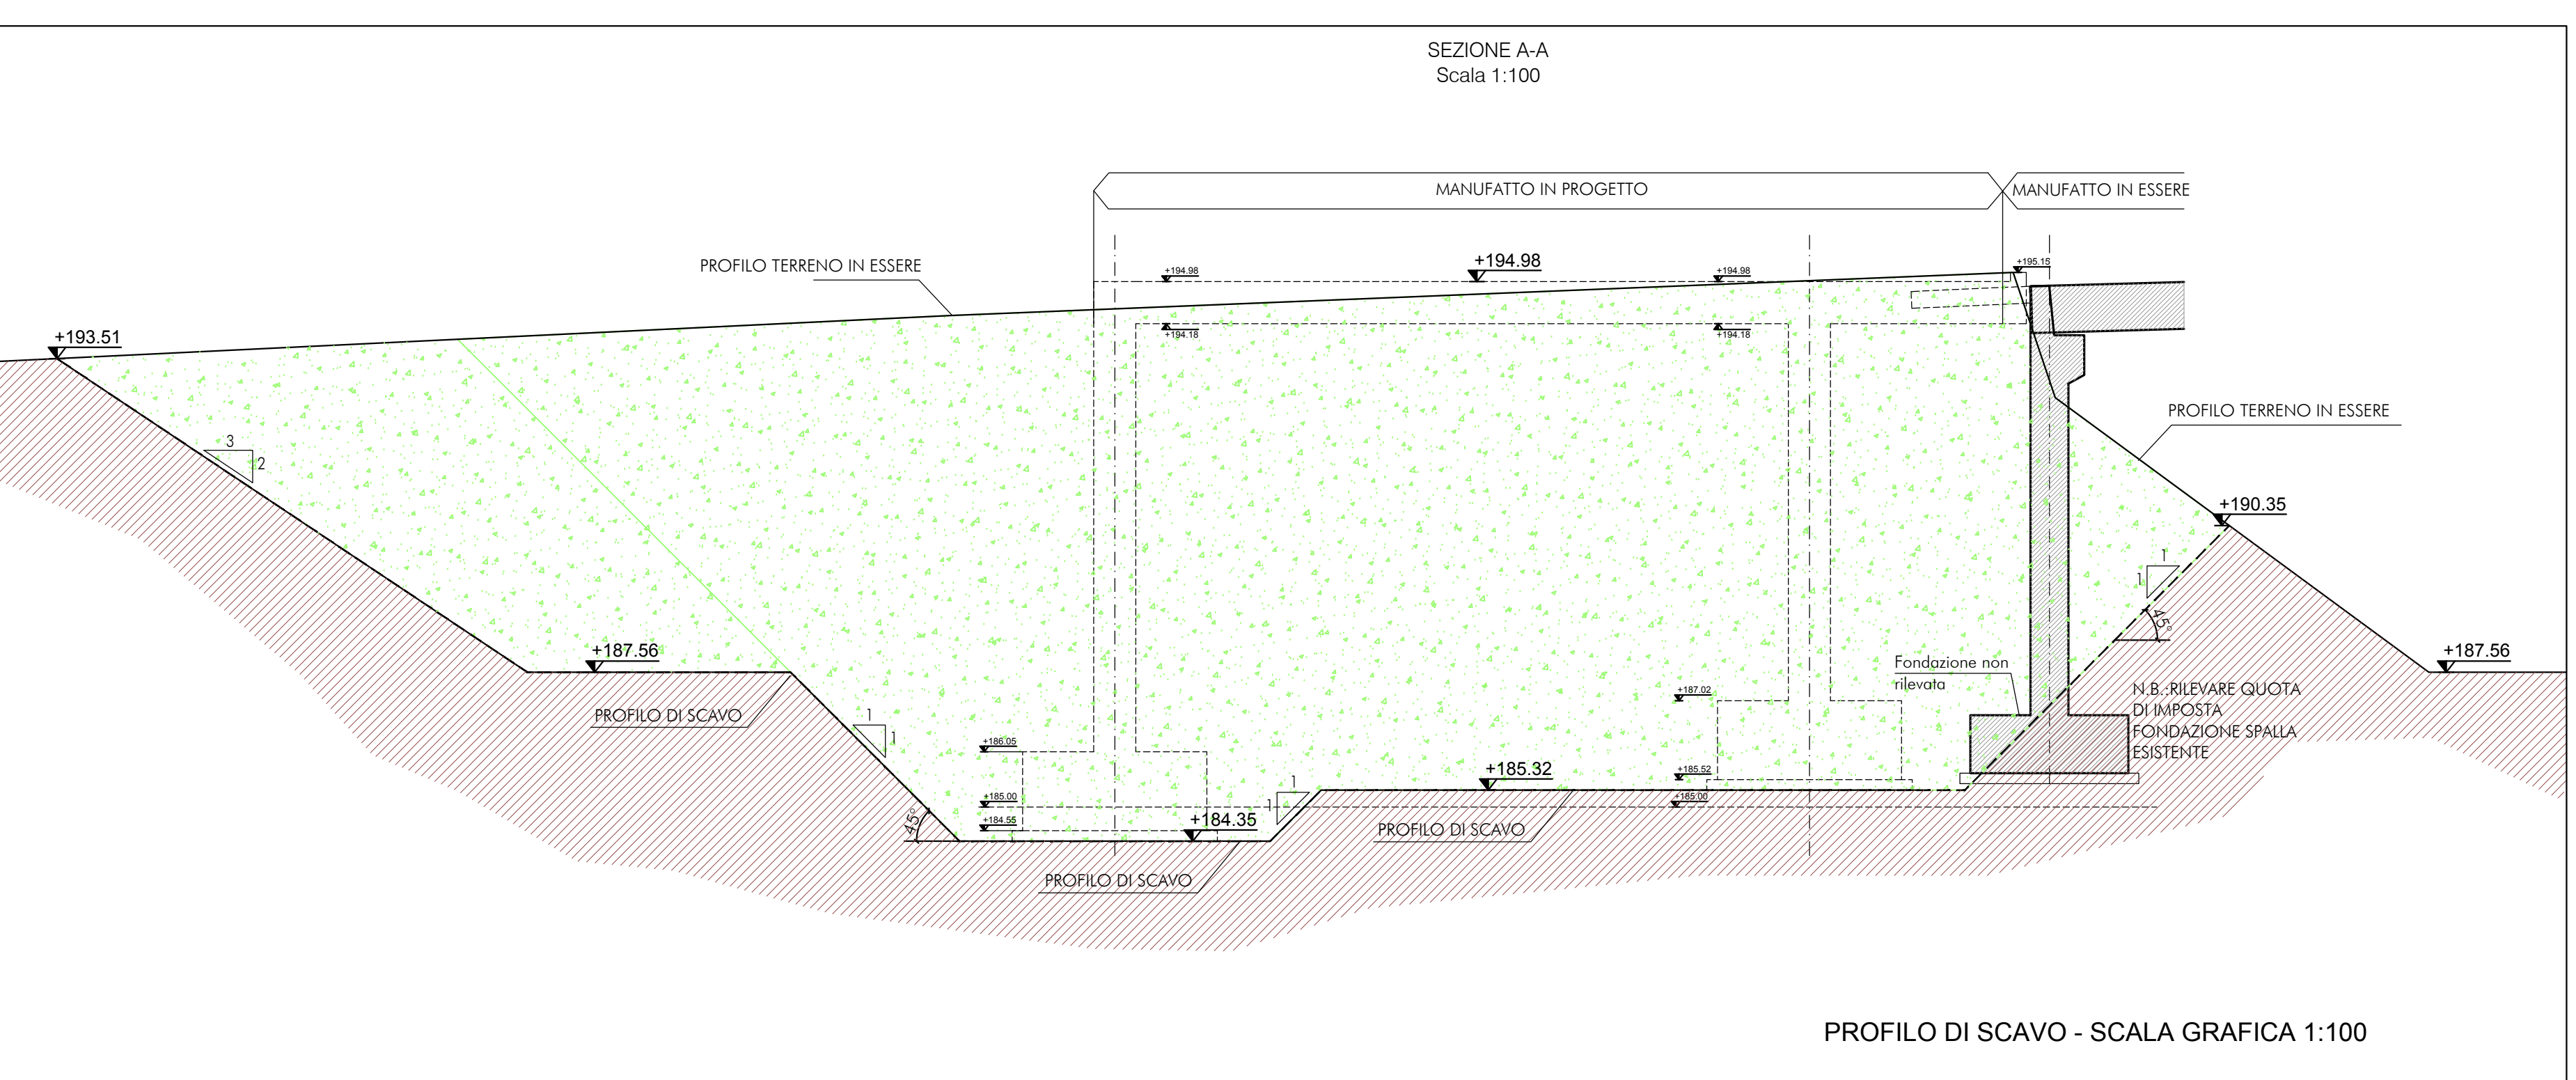 SEZIONE A-A
Scala 1:100
MANUFATTO IN PROGETTO
MANUFATTO IN ESSERE
PROFILO TERRENO IN ESSERE
+194.98
+194.98
+194.98
+195.15
+193.51
+194.18
+194.18
PROFILO TERRENO IN ESSERE
3
2
+190.35
1
1
45°
+187.56
Fondazione non
rilevata
+187.56
N.B.:RILEVARE QUOTA
DI IMPOSTA
FONDAZIONE SPALLA
ESISTENTE
PROFILO DI SCAVO
1
1
+187.02
+186.05
+185.32
+185.52
1
1
+185.00
+185.00
45°
+184.55
+184.35
PROFILO DI SCAVO
PROFILO DI SCAVO
PROFILO DI SCAVO - SCALA GRAFICA 1:100